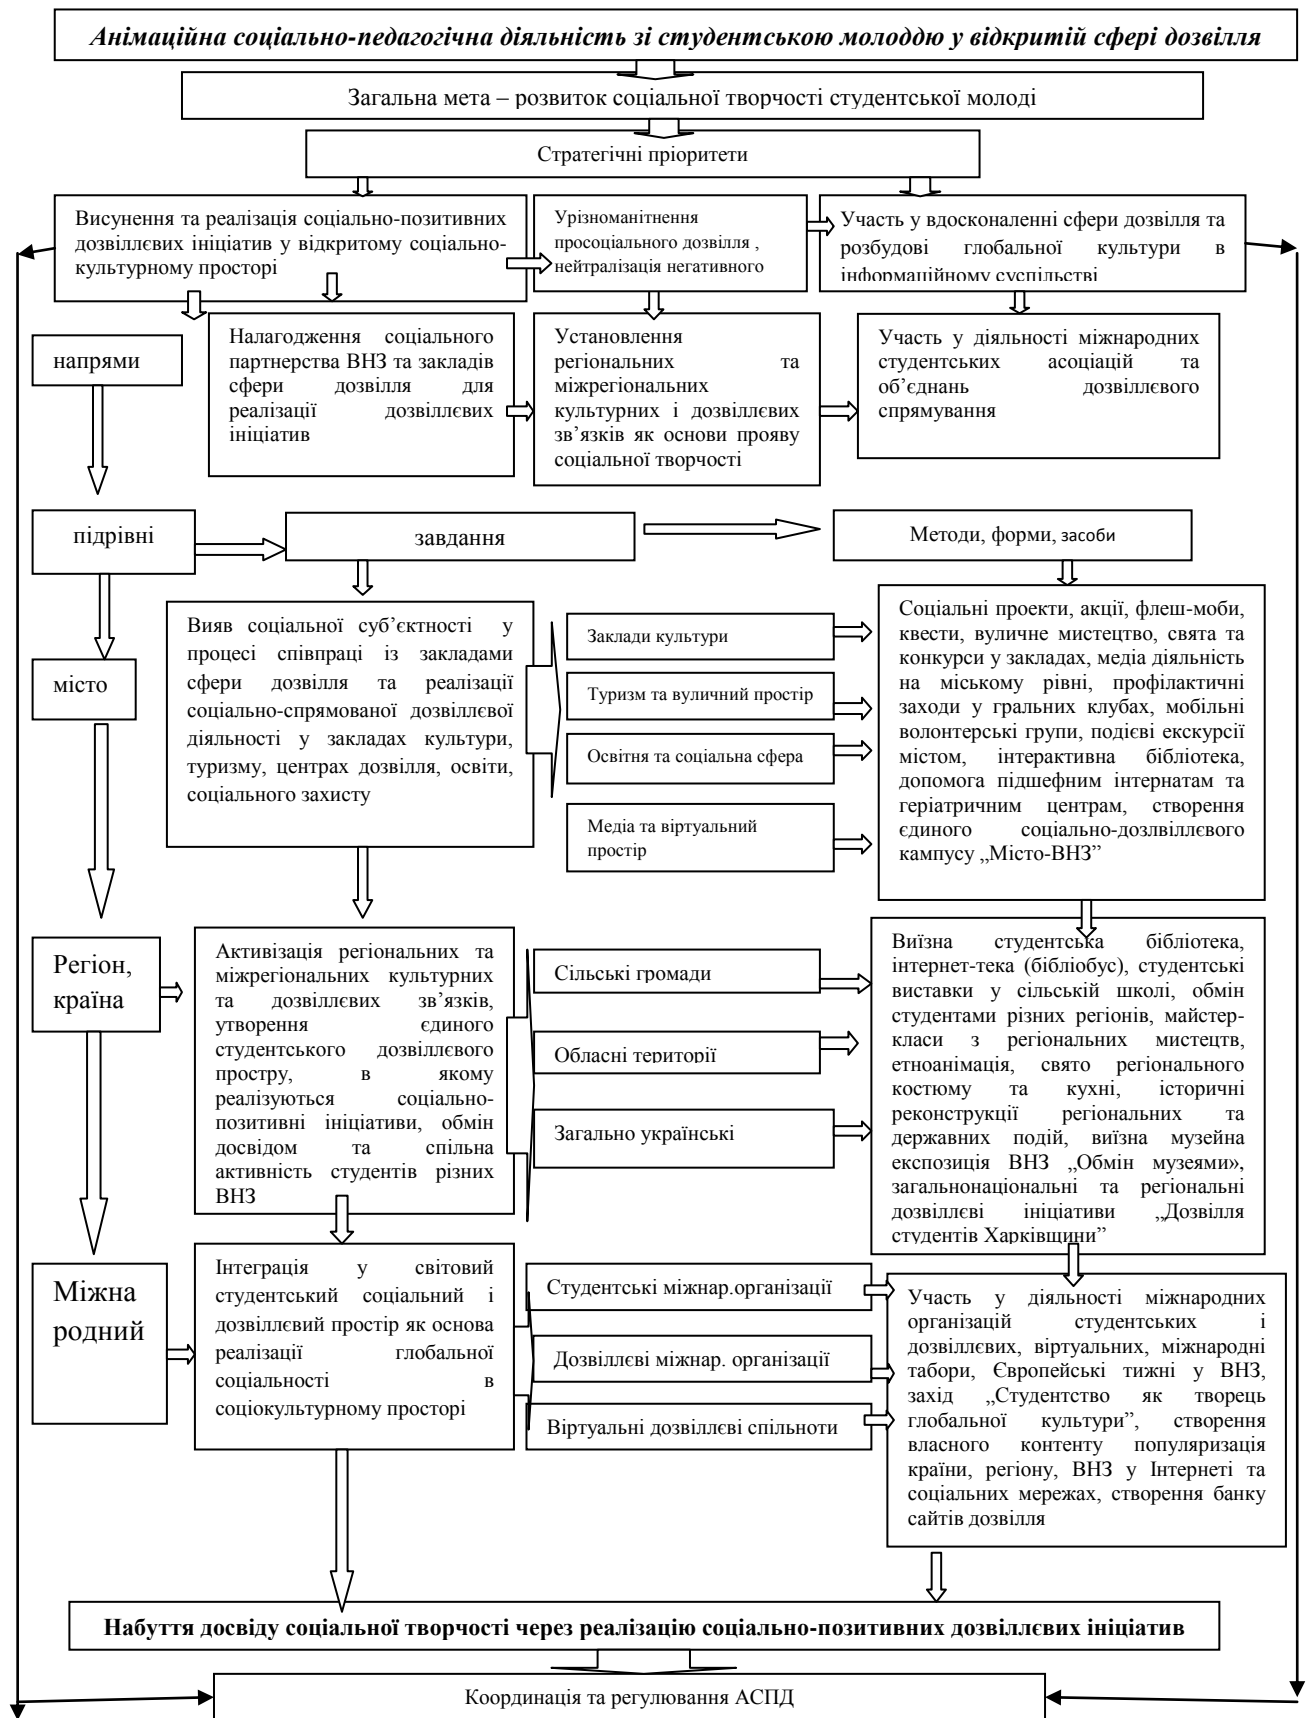 Анімаційна соціально-педагогічна діяльність зі студентською молоддю у відкритій сфері дозвілля
Загальна мета – розвиток соціальної творчості студентської молоді
Стратегічні пріоритети
Висунення та реалізація соціально-позитивних
дозвіллєвих ініціатив у відкритому соціально-
культурному просторі
Урізноманітнення
просоціального дозвілля ,
нейтралізація негативного
Участь у вдосконаленні сфери дозвілля та
розбудові глобальної культури в
інформаційному суспільстві
напрями
Налагодження соціального
партнерства ВНЗ та закладів
сфери дозвілля для
реалізації дозвіллєвих
ініціатив
Установлення
регіональних та
міжрегіональних
культурних і дозвіллєвих
зв’язків як основи прояву
соціальної творчості
Участь у діяльності міжнародних
студентських асоціацій та
об’єднань дозвіллєвого
спрямування
підрівні
завдання
Методи, форми, засоби
місто
Вияв соціальної суб’єктності у
процесі співпраці із закладами
сфери дозвілля та реалізації
соціально-спрямованої дозвіллєвої
діяльності у закладах культури,
туризму, центрах дозвілля, освіти,
соціального захисту
Заклади культури
Туризм та вуличний простір
Освітня та соціальна сфера
Медіа та віртуальний
простір
Соціальні проекти, акції, флеш-моби,
квести, вуличне мистецтво, свята та
конкурси у закладах, медіа діяльність
на міському рівні, профілактичні
заходи у гральних клубах, мобільні
волонтерські групи, подієві екскурсії
містом, інтерактивна бібліотека,
допомога підшефним інтернатам та
геріатричним центрам, створення
єдиного соціально-дозлвіллєвого
кампусу „Місто-ВНЗ”
Регіон,
країна
Активізація регіональних та
міжрегіональних культурних
та дозвіллєвих зв’язків,
утворення єдиного
студентського дозвіллєвого
простру, в якому
реалізуються соціально-
позитивні ініціативи, обмін
досвідом та спільна
активність студентів різних
ВНЗ
Сільські громади
Обласні території
Загально українські
Виїзна студентська бібліотека,
інтернет-тека (бібліобус), студентські
виставки у сільській школі, обмін
студентами різних регіонів, майстер-
класи з регіональних мистецтв,
етноанімація, свято регіонального
костюму та кухні, історичні
реконструкції регіональних та
державних подій, виїзна музейна
експозиція ВНЗ „Обмін музеями»,
загальнонаціональні та регіональні
дозвіллєві ініціативи „Дозвілля
студентів Харківщини”
Міжна
родний
Інтеграція у світовий
студентський соціальний і
дозвіллєвий простір як основа
реалізації глобальної
соціальності в
соціокультурному просторі
Студентські міжнар.організації
Дозвіллєві міжнар. організації
Віртуальні дозвіллєві спільноти
Участь у діяльності міжнародних
організацій студентських і
дозвіллєвих, віртуальних, міжнародні
табори, Європейські тижні у ВНЗ,
захід „Студентство як творець
глобальної культури”, створення
власного контенту популяризація
країни, регіону, ВНЗ у Інтернеті та
соціальних мережах, створення банку
сайтів дозвілля
Набуття досвіду соціальної творчості через реалізацію соціально-позитивних дозвіллєвих ініціатив
Координація та регулювання АСПД